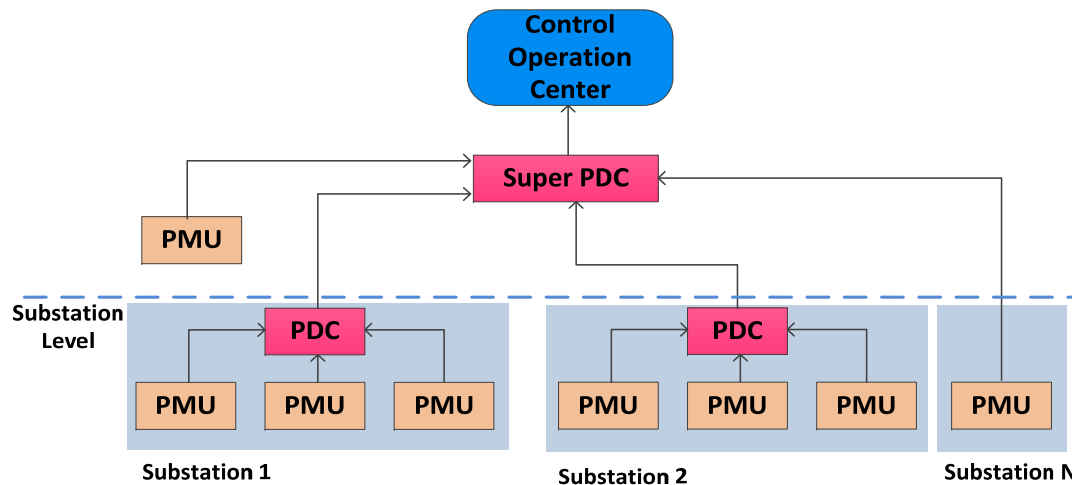 Control
Operation
Center
Super PDC
PMU
Substation
Level
PDC
PDC
PMU
PMU
PMU
PMU
PMU
PMU
PMU
Substation 1
Substation 2
Substation N